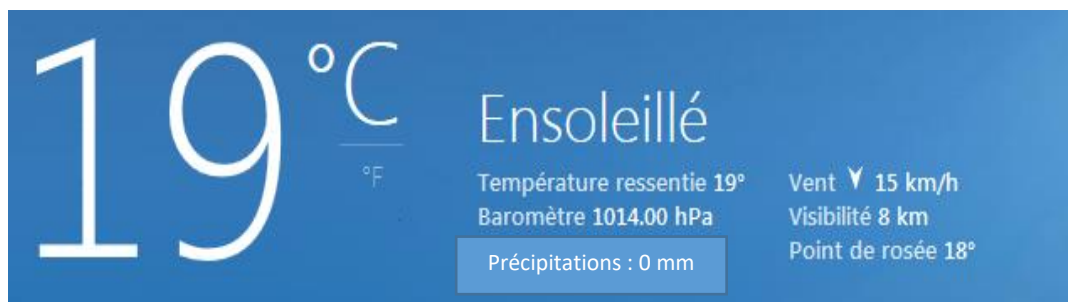 19°C
°F
Ensoleillé
Température ressentie 19°
Baromètre 1014.00 hPa
Précipitations : 0 mm
Vent 15 km/h
Visibilité 8 km
Point de rosée 18°